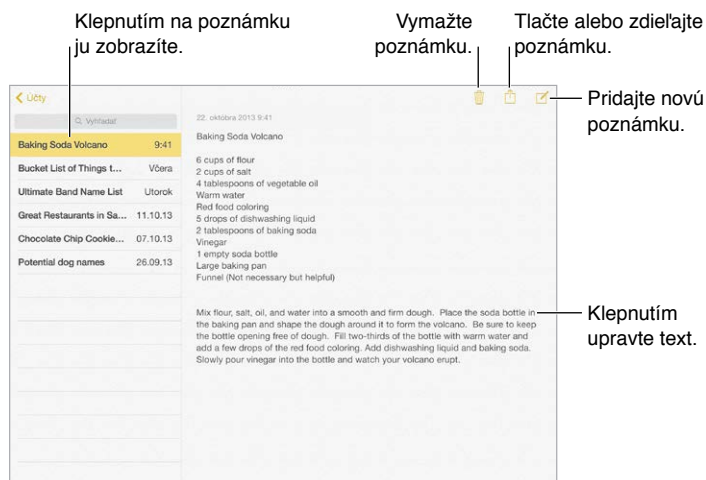 Klepnutím na poznámku
ju zobrazíte.
Vymažte
poznámku.
Tlačte alebo zdieľajte
poznámku.
Pridajte novú
poznámku.
Klepnutím
upravte text.
Účty
Vyhľadať
Baking Soda Volcano 9:41
Bucket List of Things t... Včera
Ultimate Band Name List Utorok
Great Restaurants in Sa... 11.10.13
Chocolate Chip Cookie... 07.10.13
Potential dog names 26.09.13
22. októbra 2013 9:41
Baking Soda Volcano
6 cups of flour
2 cups of salt
4 tablespoons of vegetable oil
Warm water
Red food coloring
5 drops of dishwashing liquid
2 tablespoons of baking soda
Vinegar
1 empty soda bottle
Large baking pan
Funnel (Not necessary but helpful)
Mix flour, salt, oil, and water into a smooth and firm dough. Place the soda bottle in
the baking pan and shape the dough around it to form the volcano. Be sure to keep
the bottle opening free of dough. Fill two-thirds of the bottle with warm water and
add a few drops of the red food coloring. Add dishwashing liquid and baking soda.
Slowly pour vinegar into the bottle and watch your volcano erupt.